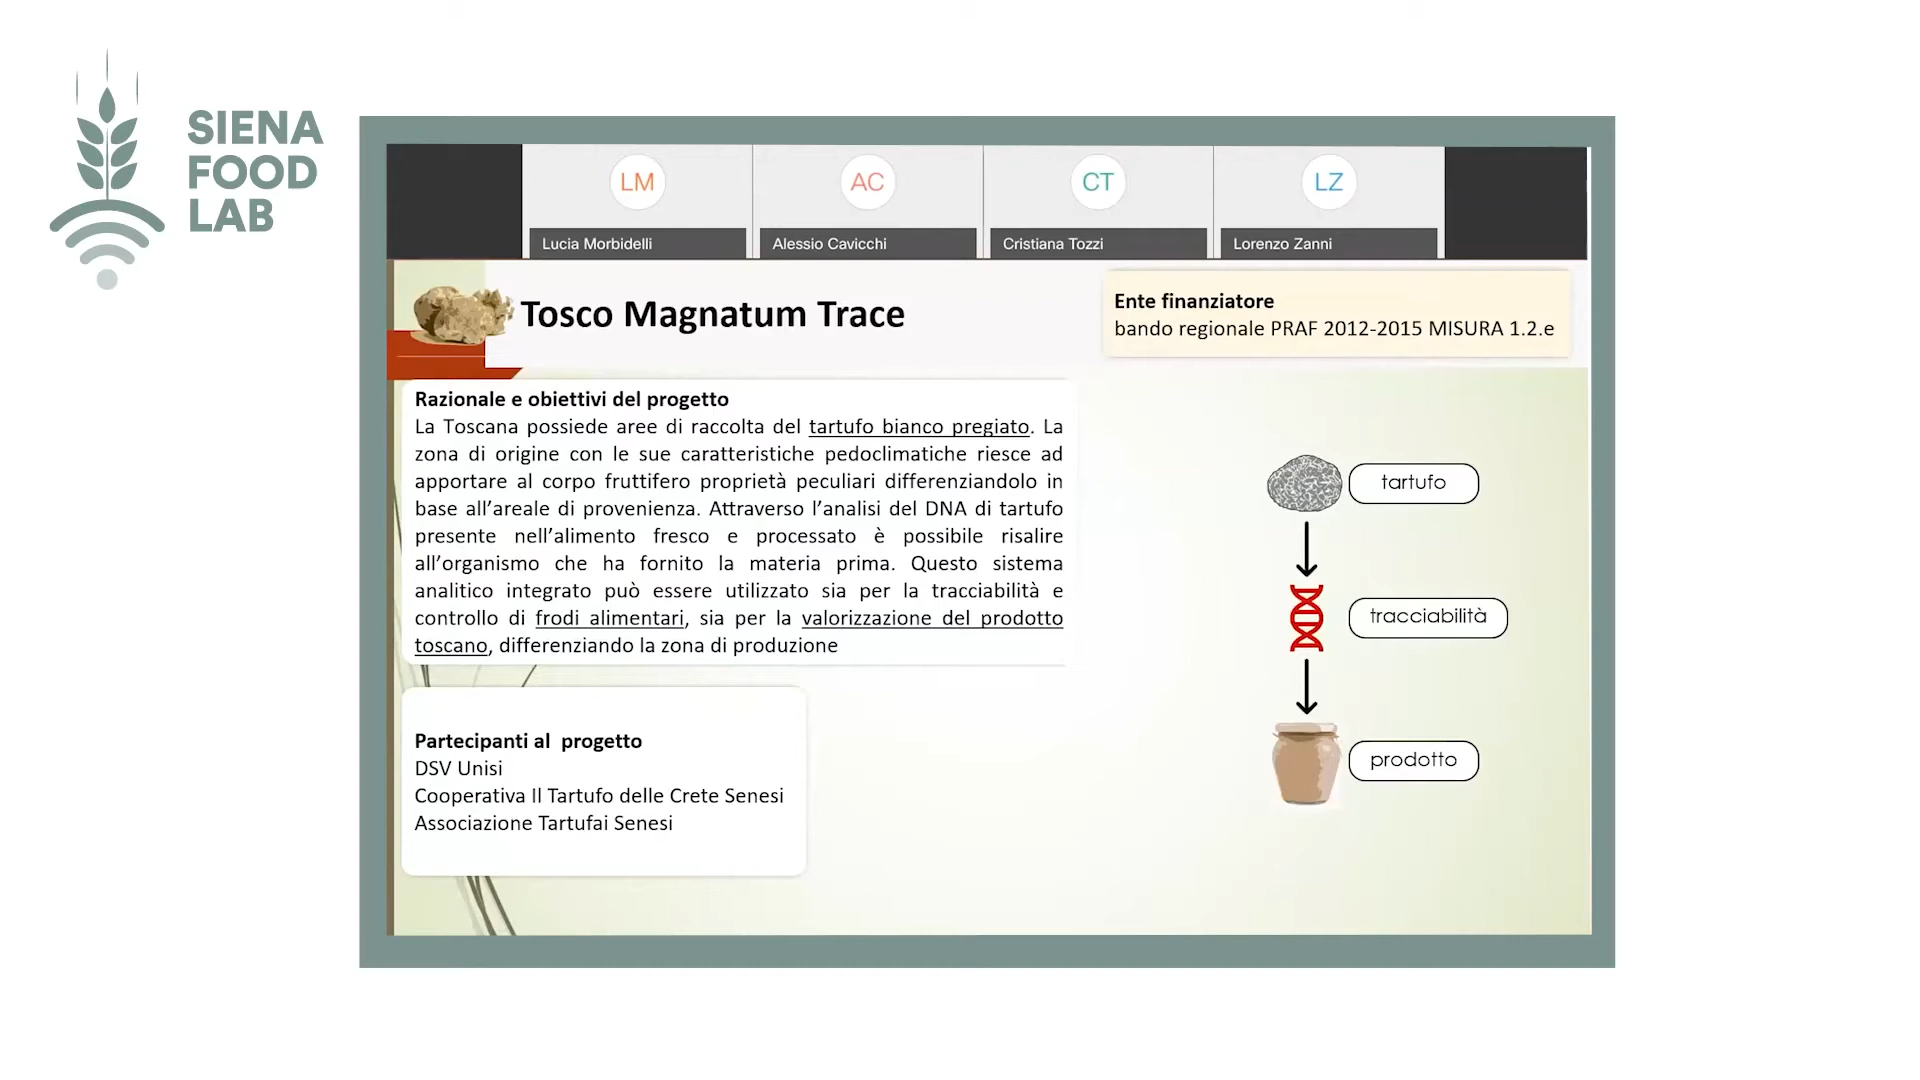 SIENA
FOOD
LAB
LM
AC
CT
LZ
Lucia Morbidelli
Alessio Cavicchi
Cristiana Tozzi
Lorenzo Zanni
Tosco Magnatum Trace
Ente finanziatore
bando regionale PRAF 2012-2015 MISURA 1.2.e
Razionale e obiettivi del progetto
La Toscana possiede aree di raccolta del tartufo bianco pregiato. La
zona di origine con le sue caratteristiche pedoclimatiche riesce ad
apportare al corpo fruttifero proprietà peculiari differenziandolo in
base all’areale di provenienza. Attraverso l’analisi del DNA di tartufo
presente nell’alimento fresco e processato è possibile risalire
all’organismo che ha fornito la materia prima. Questo sistema
analitico integrato può essere utilizzato sia per la tracciabilità e
controllo di frodi alimentari, sia per la valorizzazione del prodotto
toscano, differenziando la zona di produzione
tartufo
tracciabilità
prodotto
Partecipanti al progetto
DSV Unisi
Cooperativa Il Tartufo delle Crete Senesi
Associazione Tartufai Senesi